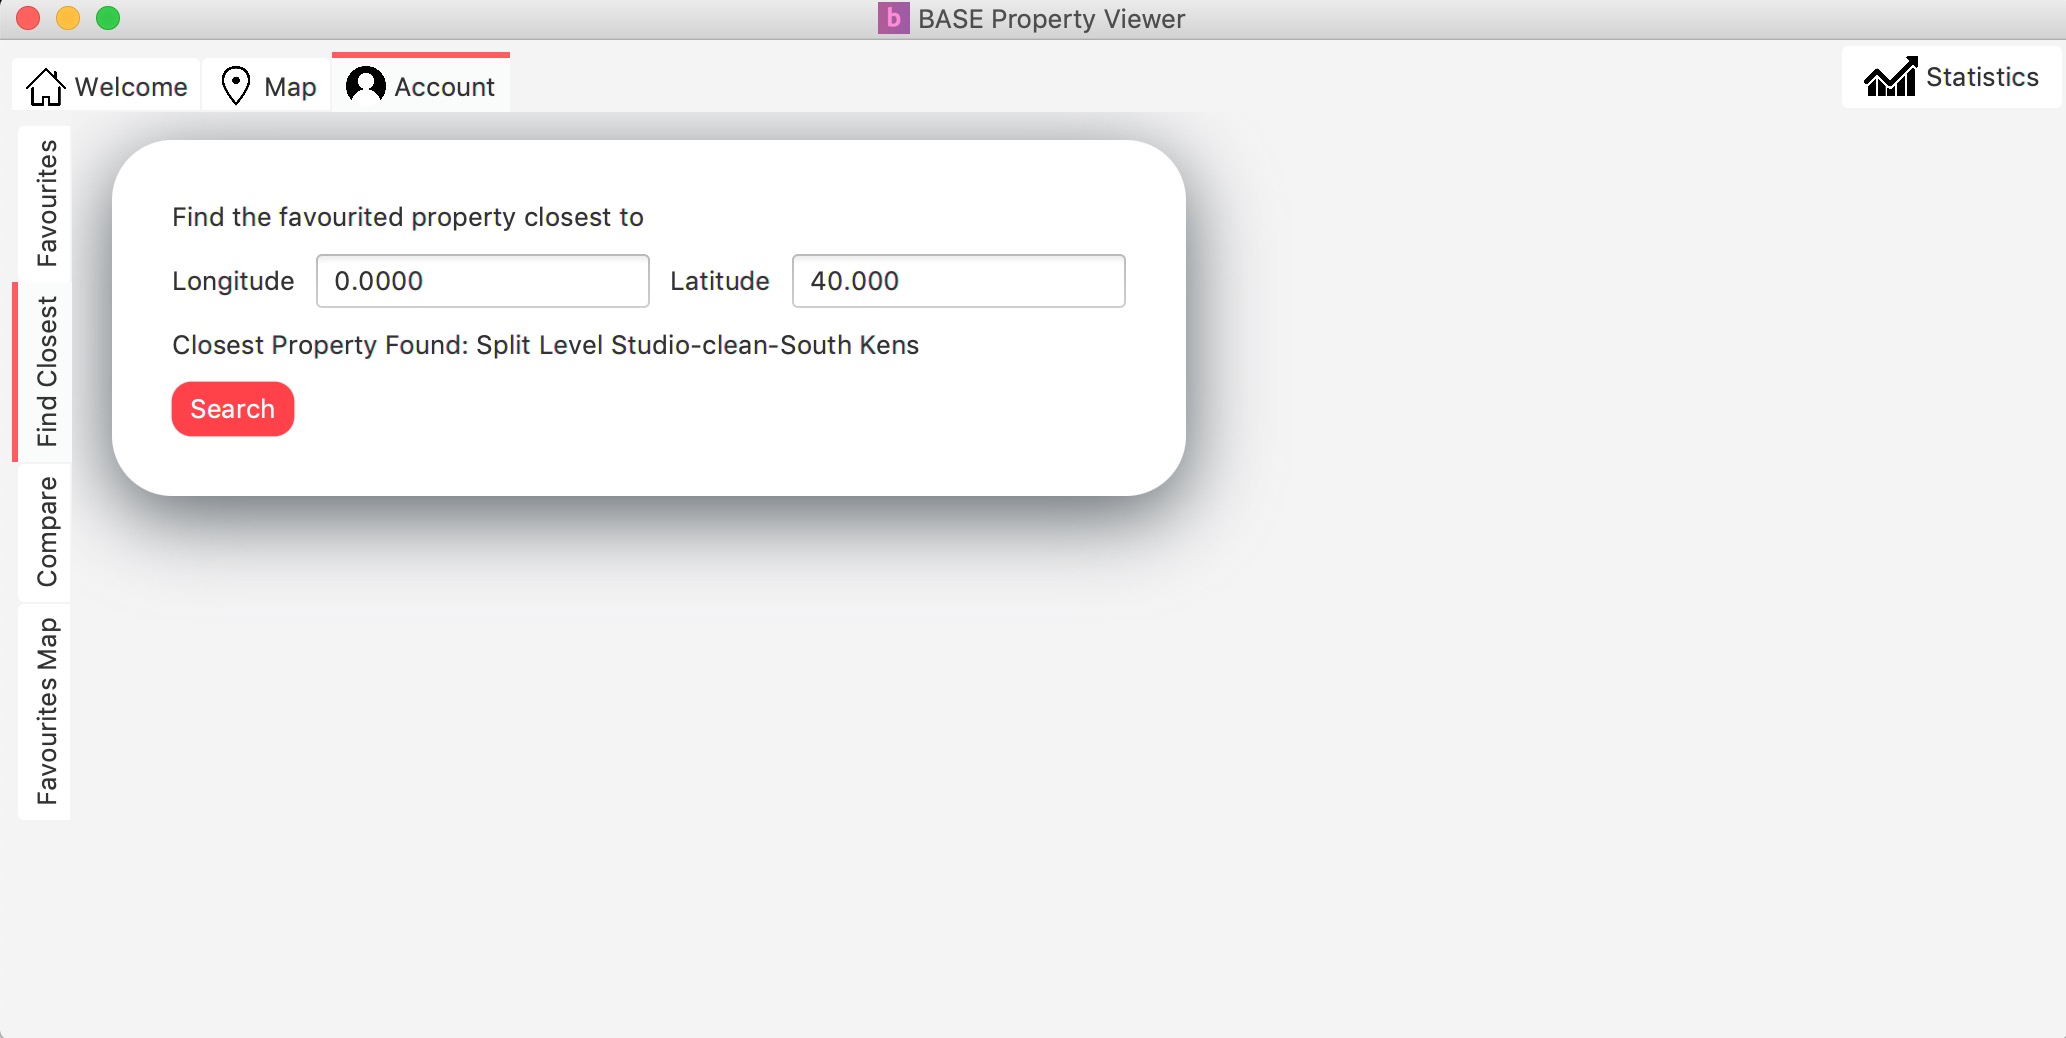 b BASE Property Viewer
Welcome
Map
Account
Statistics
Favourites
Find Closest
Compare
Favourites Map
Find the favourited property closest to
Longitude 0.0000 Latitude 40.000
Closest Property Found: Split Level Studio-clean-South Kens
Search